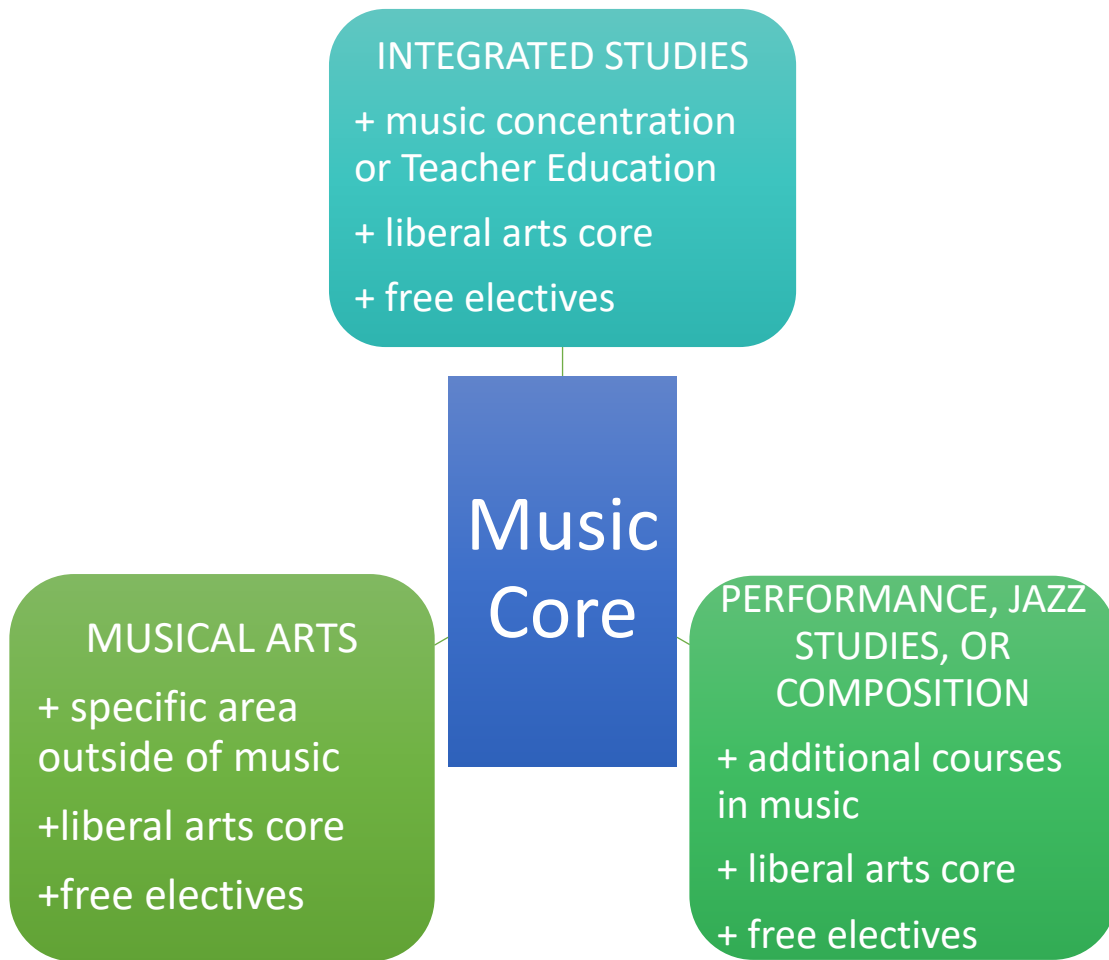 INTEGRATED STUDIES
+ music concentration
or Teacher Education
+ liberal arts core
+ free electives
Music
Core
MUSICAL ARTS
+ specific area
outside of music
+liberal arts core
+free electives
PERFORMANCE, JAZZ
STUDIES, OR
COMPOSITION
+ additional courses
in music
+ liberal arts core
+ free electives